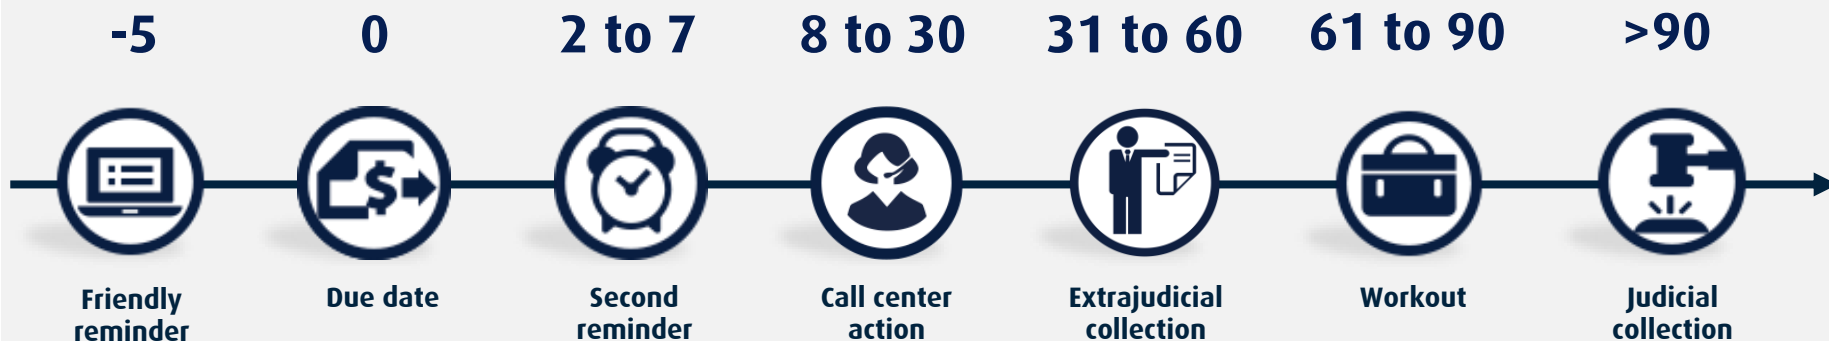 -5 0 2 to 7 8 to 30 31 to 60 61 to 90 >90
$
Friendly reminder
Due date
Second reminder
Call center action
Extrajudicial collection
Workout
Judicial collection